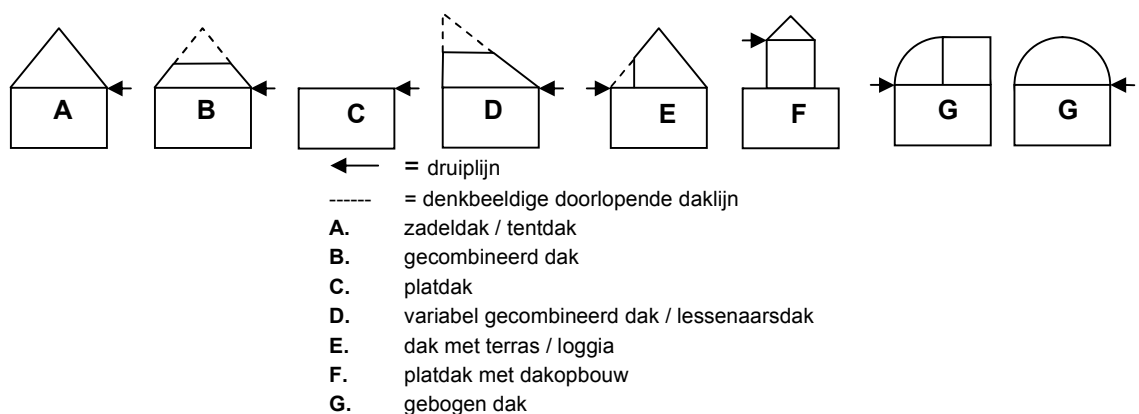 A B C D E F G G
= druiplijn
------ = denkbeeldige doorlopende daklijn
A. zadeldak / tentdak
B. gecombineerd dak
C. platdak
D. variabel gecombineerd dak / lessenaarsdak
E. dak met terras / loggia
F. platdak met dakopbouw
G. gebogen dak